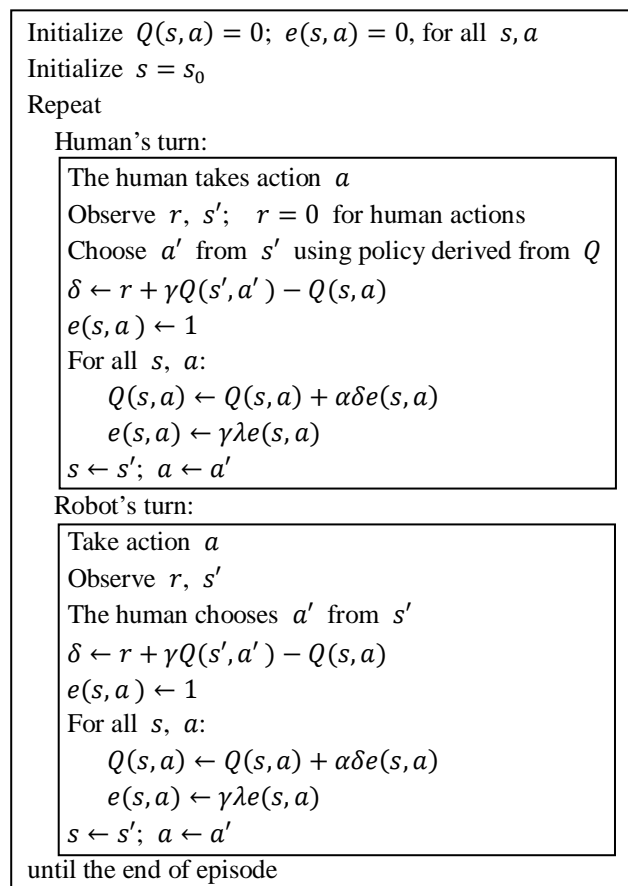 Initialize Q(s, a) = 0; e(s, a) = 0, for all s, a
Initialize s = s₀
Repeat
Human’s turn:
The human takes action a
Observe r, s′; r = 0 for human actions
Choose a′ from s′ using policy derived from Q
δ ← r + γQ(s′, a′) − Q(s, a)
e(s, a) ← 1
For all s, a:
Q(s, a) ← Q(s, a) + αδe(s, a)
e(s, a) ← γλe(s, a)
s ← s′; a ← a′
Robot’s turn:
Take action a
Observe r, s′
The human chooses a′ from s′
δ ← r + γQ(s′, a′) − Q(s, a)
e(s, a) ← 1
For all s, a:
Q(s, a) ← Q(s, a) + αδe(s, a)
e(s, a) ← γλe(s, a)
s ← s′; a ← a′
until the end of episode